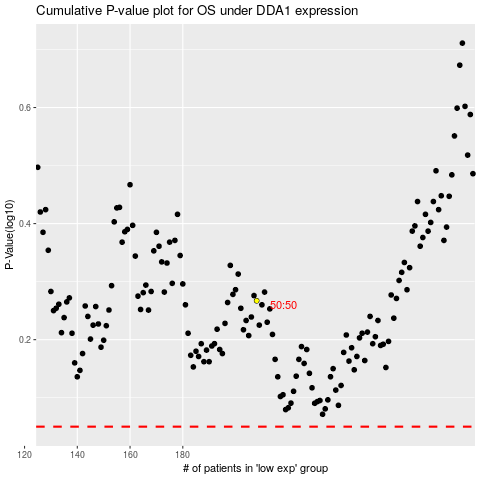 Cumulative P-value plot for OS under DDA1 expression
P-Value(log10)
0.6
0.4
0.2
50:50
120 140 160 180
# of patients in 'low exp' group